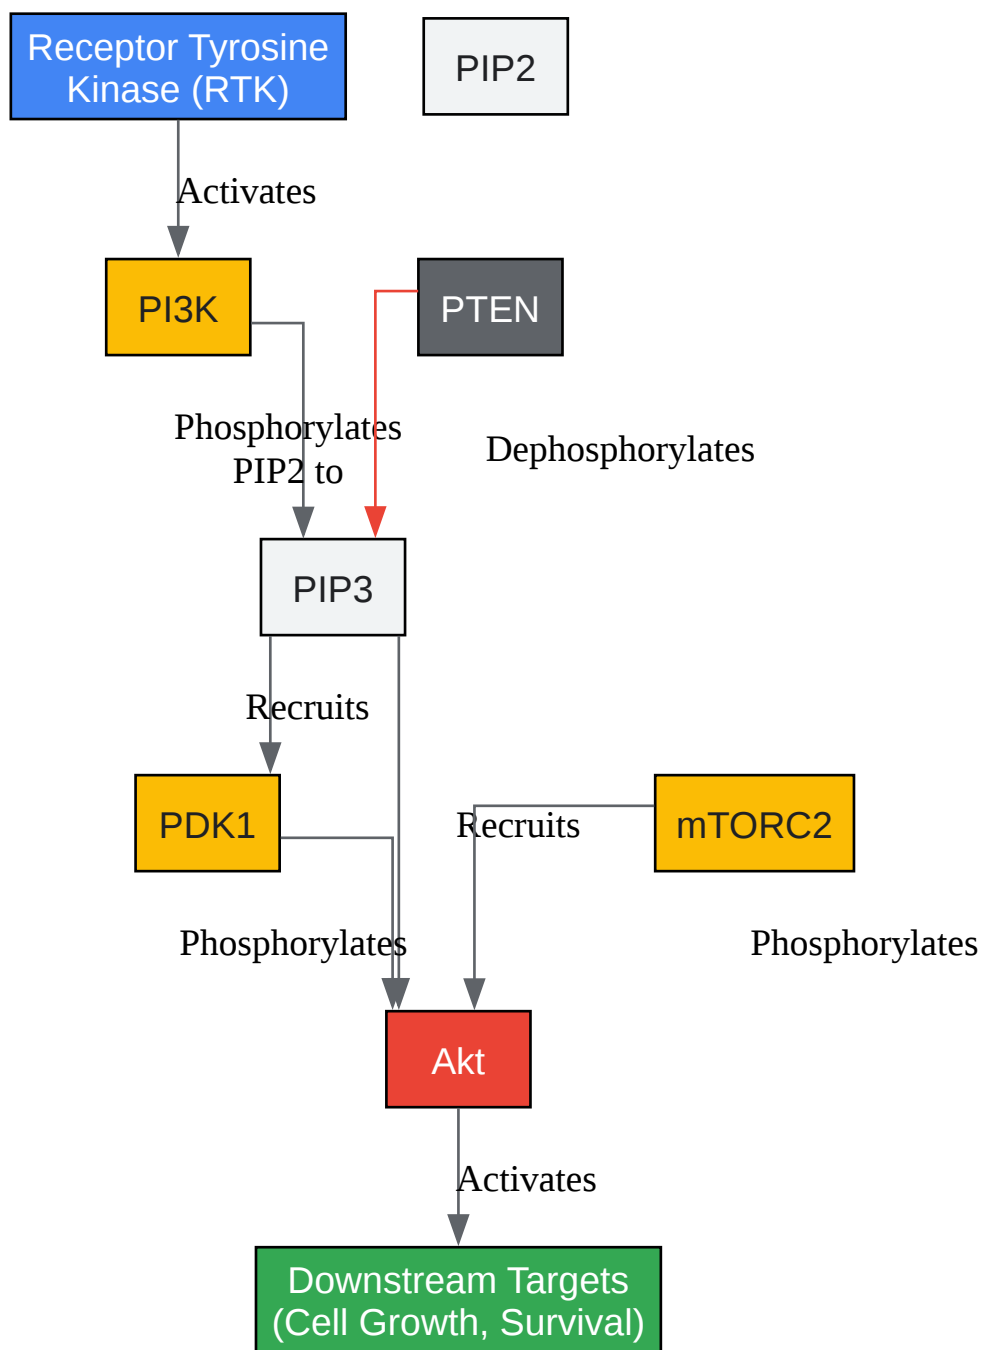 Receptor Tyrosine
Kinase (RTK)
PIP2
Activates
PI3K
PTEN
Phosphorylates
PIP2 to
Dephosphorylates
PIP3
Recruits
PDK1
Recruits
mTORC2
Phosphorylates
Phosphorylates
Akt
Activates
Downstream Targets
(Cell Growth, Survival)